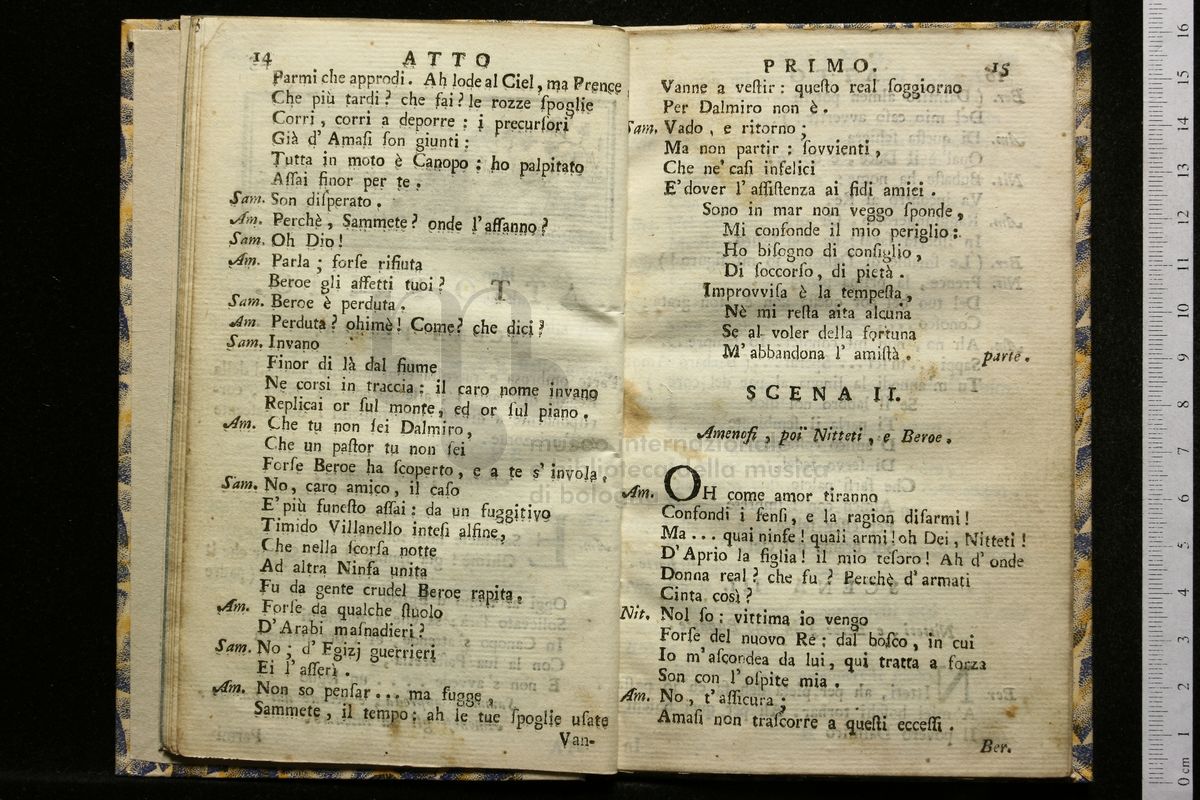 14 ATTO
Parmi che approdi. Ah lode al Ciel, ma Prence
Che più tardi? che fai? le rozze ſpoglie
Corri, corri a deporre: i precurſori
Già d' Amaſi ſon giunti:
Tutta in moto è Canopo: ho palpitato
Aſſai finor per te.
Sam. Son diſperato.
Am. Perchè, Sammete? onde l'affanno?
Sam. Oh Dio!
Am. Parla; forſe rifiuta
Beroe gli affetti tuoi?
Sam. Beroe è perduta.
Am Perduta? ohimè! Come? che dici?
Sam. Invano
Finor di là dal fiume
Ne corsi in traccia: il caro nome invano
Replicai or ſul monte, ed or ſul piano.
Am. Che tu non ſei Dalmiro,
Che un paſtor tu non ſei
Forſe Beroe ha ſcoperto, e a te s' invola,
Sam. No, caro amico, il caſo
E' più funeſto aſſai: da un fuggitivo
Timido Villanello inteſi alfine,
Che nella ſcorſa notte
Ad altra Ninfa unita
Fu da gente crudel Beroe rapita.
Am. Forſe da qualche ſtuolo
D'Arabi maſnadieri?
Sam. No; d' Egizj guerrieri
Ei l' aſſerì.
Am. Non so penſar... ma fugge,
Sammete, il tempo: ah le tue ſpoglie uſate
Van-
PRIMO. 15
Vanne a veſtir: queſto real ſoggiorno
Per Dalmiro non è.
Sam. Vado, e ritorno;
Ma non partir: ſovvienti,
Che ne' caſi infelici
E' dover l' aſſiſtenza ai fidi amici.
Sono in mar non veggo ſponde,
Mi confonde il mio periglio:
Ho biſogno di conſiglio,
Di ſoccorſo, di pietà.
Improvviſa è la tempeſta,
Nè mi reſta aita alcuna
Se al voler della fortuna
M' abbandona l' amiſtà. parte.
SCENA II.
Amenofi, poi Nitteti, e Beroe.
Am. OH come amor tiranno
Confondi i ſenſi, e la ragion diſarmi!
Ma... quai ninfe! quali armi! oh Dei, Nitteti!
D'Aprio la figlia! il mio teſoro! Ah d' onde
Donna real? che fu? Perchè d'armati
Cinta così?
Nit. Nol ſo: vittima io vengo
Forſe del nuovo Re: dal boſco, in cui
Io m'aſcondea da lui, qui tratta a forza
Son con l'oſpite mia.
Am. No, t'aſſicura;
Amaſi non traſcorre a queſti ecceſſi.
Ber.
museo internazionale
biblioteca della musica
di bologna